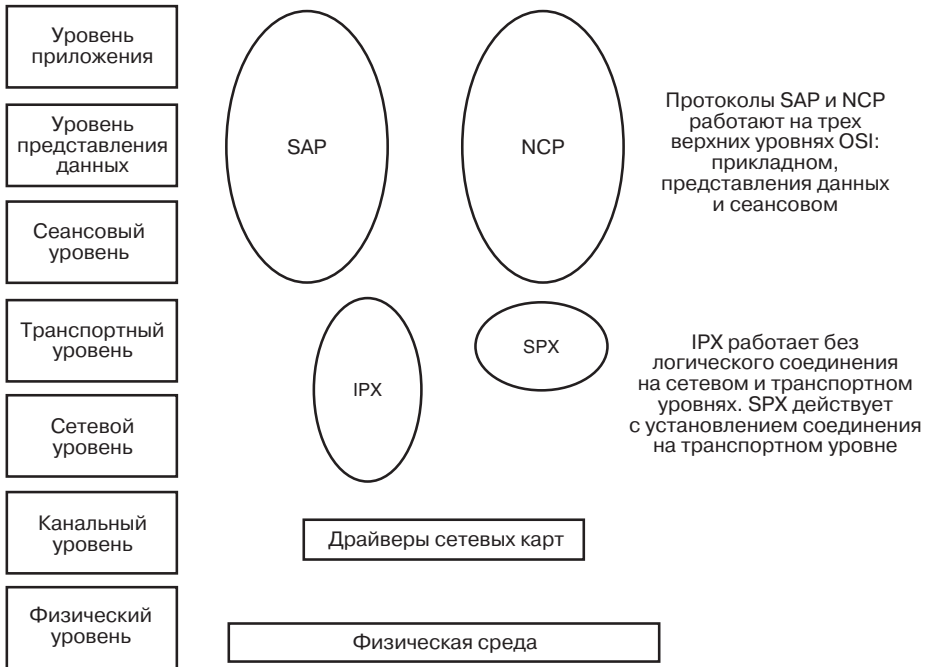 Уровень
приложения
Уровень
представления
данных
SAP
NCP
Протоколы SAP и NCP
работают на трех
верхних уровнях OSI:
прикладном,
представления данных
и сеансовом
Сеансовый
уровень
Транспортный
уровень
SPX
IPX
IPX работает без
логического соединения
на сетевом и транспортном
уровнях. SPX действует
с установлением соединения
на транспортном уровне
Сетевой
уровень
Канальный
уровень
Драйверы сетевых карт
Физический
уровень
Физическая среда